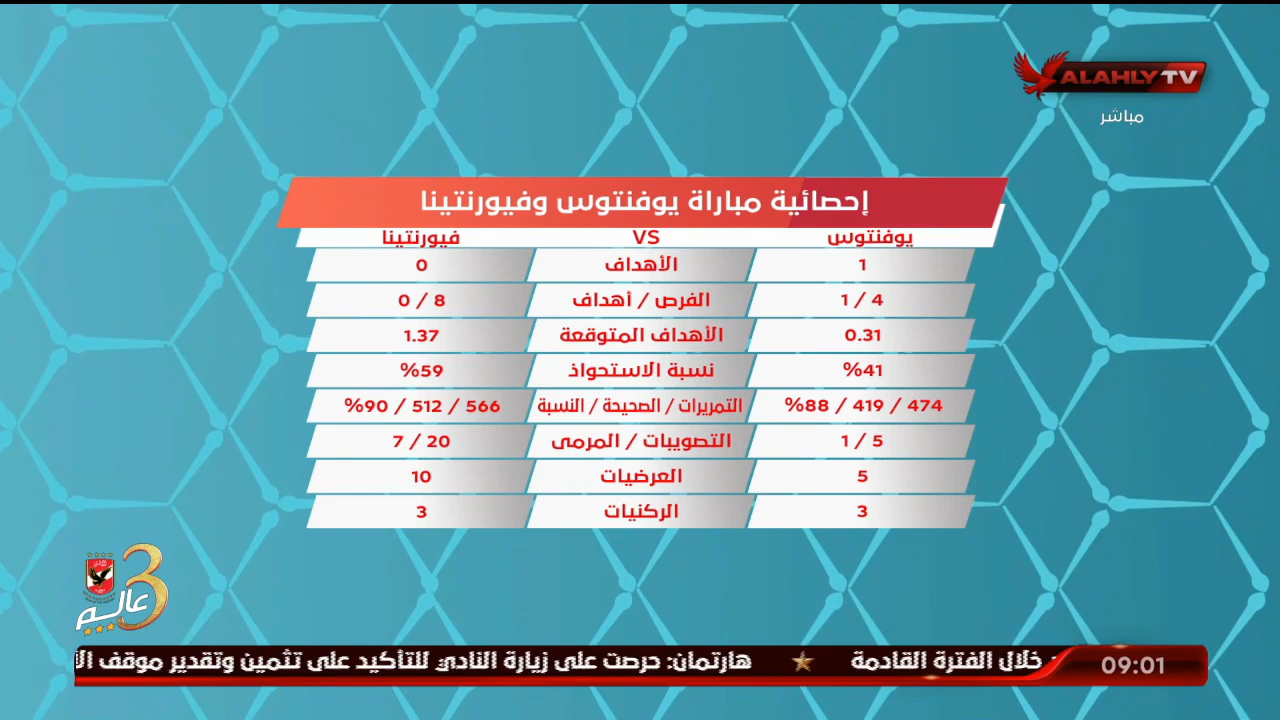 ALAHLY TV
مباشر
إحصائية مباراة يوفنتوس وفيورنتينا
يوفنتوس VS فيورنتينا
1 الأهداف 0
1 / 4 الفرص / أهداف 0 / 8
0.31 الأهداف المتوقعة 1.37
%41 نسبة الاستحواذ %59
%88 / 419 / 474 التمريرات / الصحيحة / النسبة %90 / 512 / 566
1 / 5 التصويبات / المرمى 7 / 20
5 العرضيات 10
3 الركنيات 3
3 عالم
09:01 خلال الفترة القادمة هارتمان: حرصت على زيارة النادي للتأكيد على تثمين وتقدير موقف